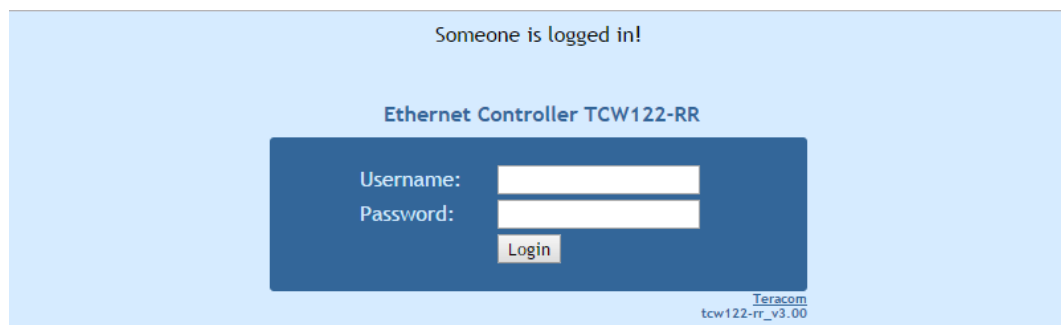 Someone is logged in!
Ethernet Controller TCW122-RR
Username:
Password:
Login
Teracom
tcw122-rr_v3.00